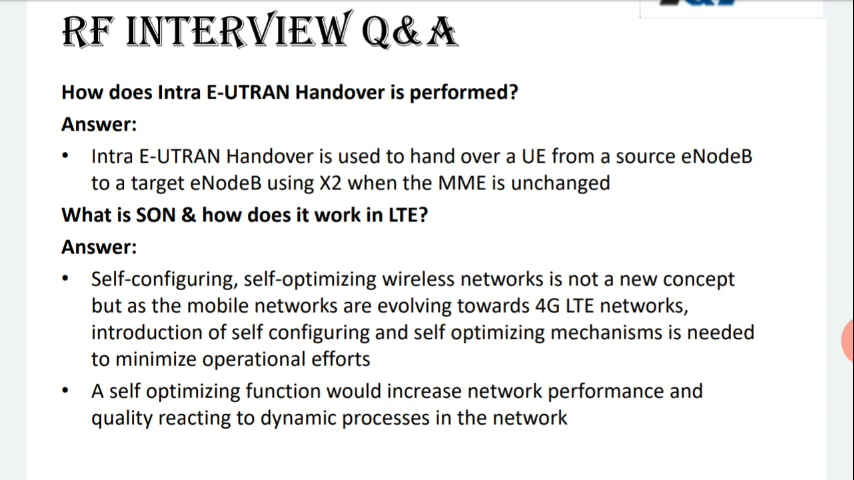 RF INTERVIEW Q&A
How does Intra E-UTRAN Handover is performed?
Answer:
• Intra E-UTRAN Handover is used to hand over a UE from a source eNodeB
to a target eNodeB using X2 when the MME is unchanged
What is SON & how does it work in LTE?
Answer:
• Self-configuring, self-optimizing wireless networks is not a new concept
but as the mobile networks are evolving towards 4G LTE networks,
introduction of self configuring and self optimizing mechanisms is needed
to minimize operational efforts
• A self optimizing function would increase network performance and
quality reacting to dynamic processes in the network